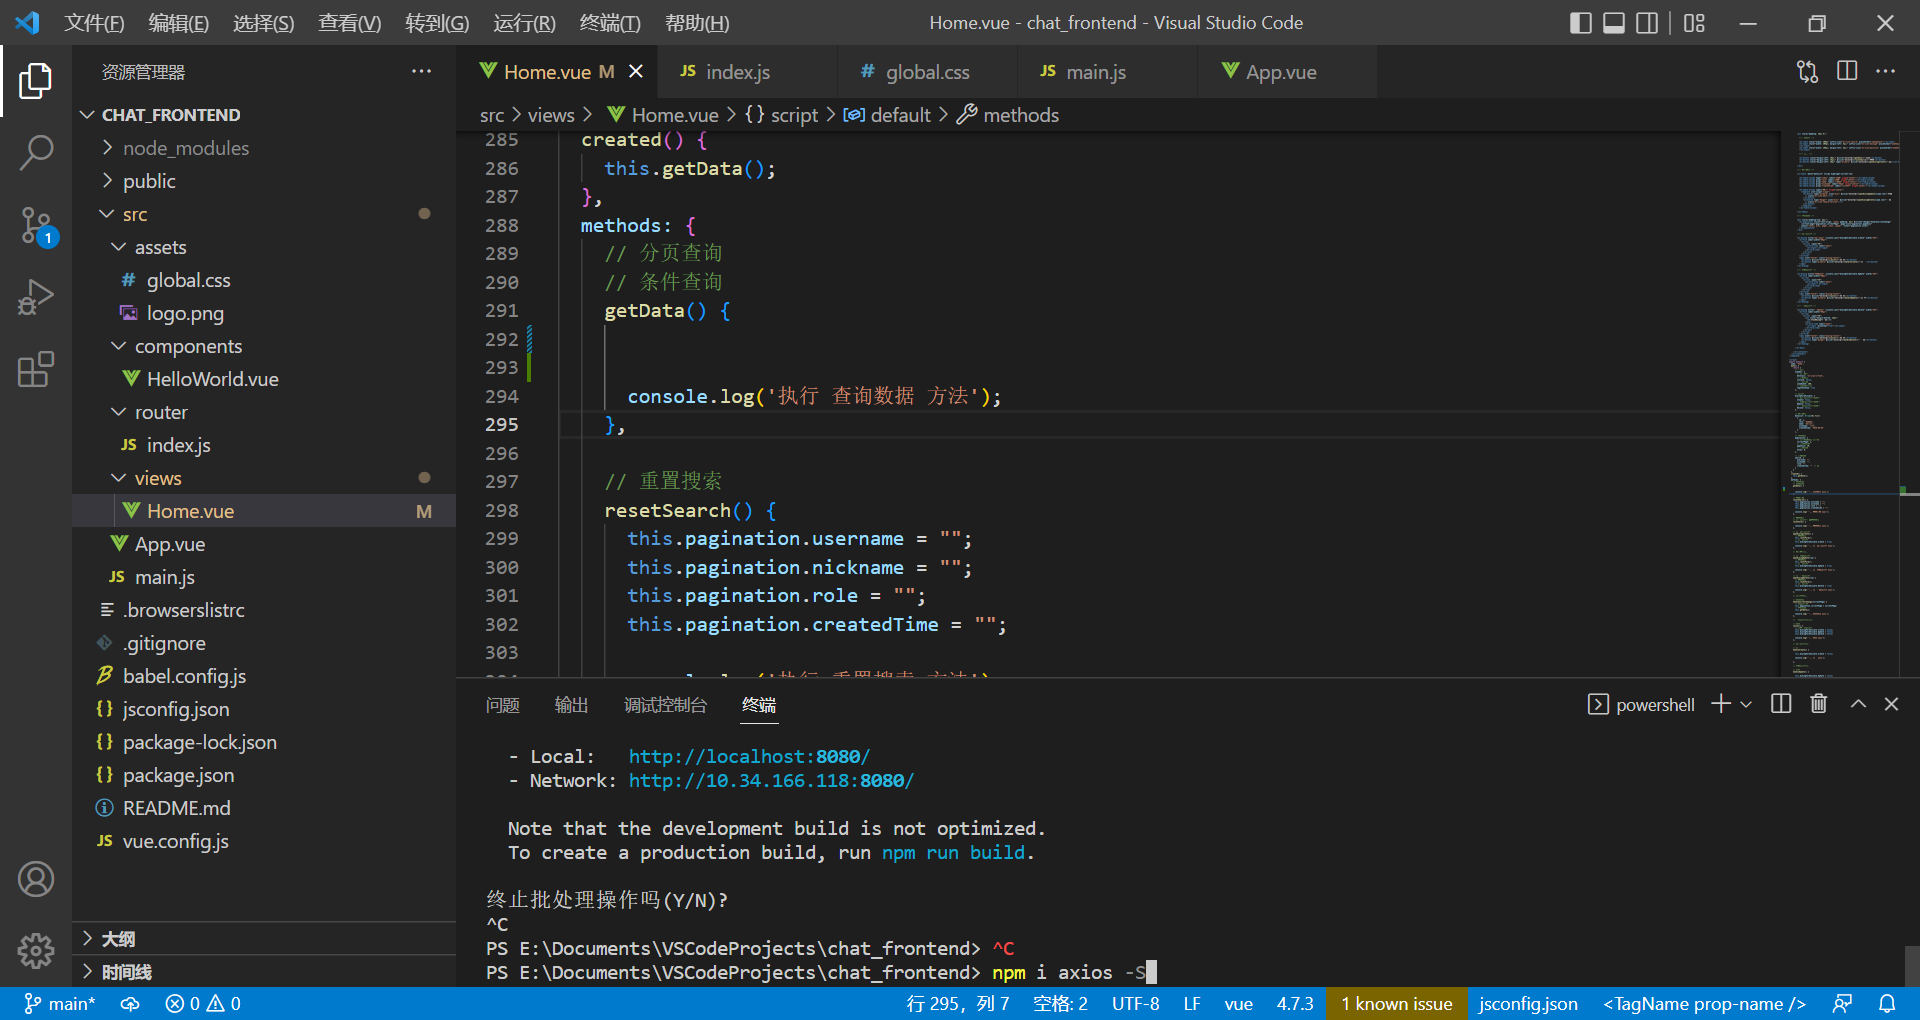 文件(F) 编辑(E) 选择(S) 查看(V) 转到(G) 运行(R) 终端(T) 帮助(H) Home.vue - chat_frontend - Visual Studio Code
资源管理器
CHAT_FRONTEND
node_modules
public
src
assets
# global.css
logo.png
components
HelloWorld.vue
router
JS index.js
views
Home.vue M
App.vue
JS main.js
.browserslistrc
.gitignore
babel.config.js
{} jsconfig.json
{} package-lock.json
{} package.json
README.md
JS vue.config.js
大纲
时间线
1
Home.vue M JS index.js # global.css JS main.js App.vue
src > views > Home.vue > {} script > default > methods
285 created() {
286 this.getData();
287 },
288 methods: {
289 // 分页查询
290 // 条件查询
291 getData() {
292
293
294 console.log('执行 查询数据 方法');
295 },
296
297 // 重置搜索
298 resetSearch() {
299 this.pagination.username = "";
300 this.pagination.nickname = "";
301 this.pagination.role = "";
302 this.pagination.createdTime = "";
303
问题 输出 调试控制台 终端 powershell
- Local: http://localhost:8080/
- Network: http://10.34.166.118:8080/
Note that the development build is not optimized.
To create a production build, run npm run build.
终止批处理操作吗(Y/N)?
^C
PS E:\Documents\VSCodeProjects\chat_frontend> ^C
PS E:\Documents\VSCodeProjects\chat_frontend> npm i axios -S
main* 0 0 行 295，列 7 空格: 2 UTF-8 LF vue 4.7.3 1 known issue jsconfig.json <TagName prop-name />